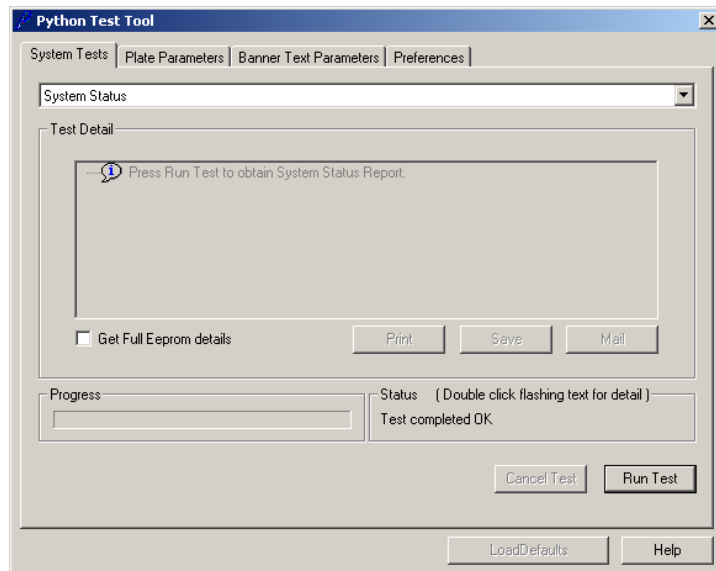 Python Test Tool
System Tests Plate Parameters Banner Text Parameters Preferences
System Status
Test Detail
Press Run Test to obtain System Status Report.
Get Full Eeprom details Print Save Mail
Progress
Status ( Double click flashing text for detail )
Test completed OK
Cancel Test Run Test
LoadDefaults Help